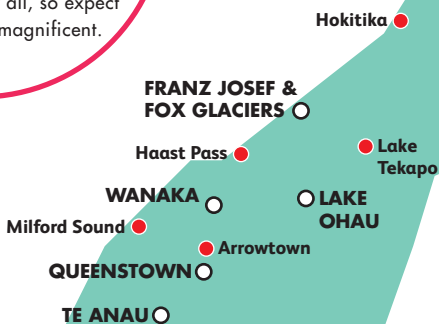 all, so expect
magnificent.
Hokitika
FRANZ JOSEF &
FOX GLACIERS
Haast Pass
Lake
Tekapo
WANAKA
LAKE
OHAU
Milford Sound
Arrowtown
QUEENSTOWN
TE ANAU